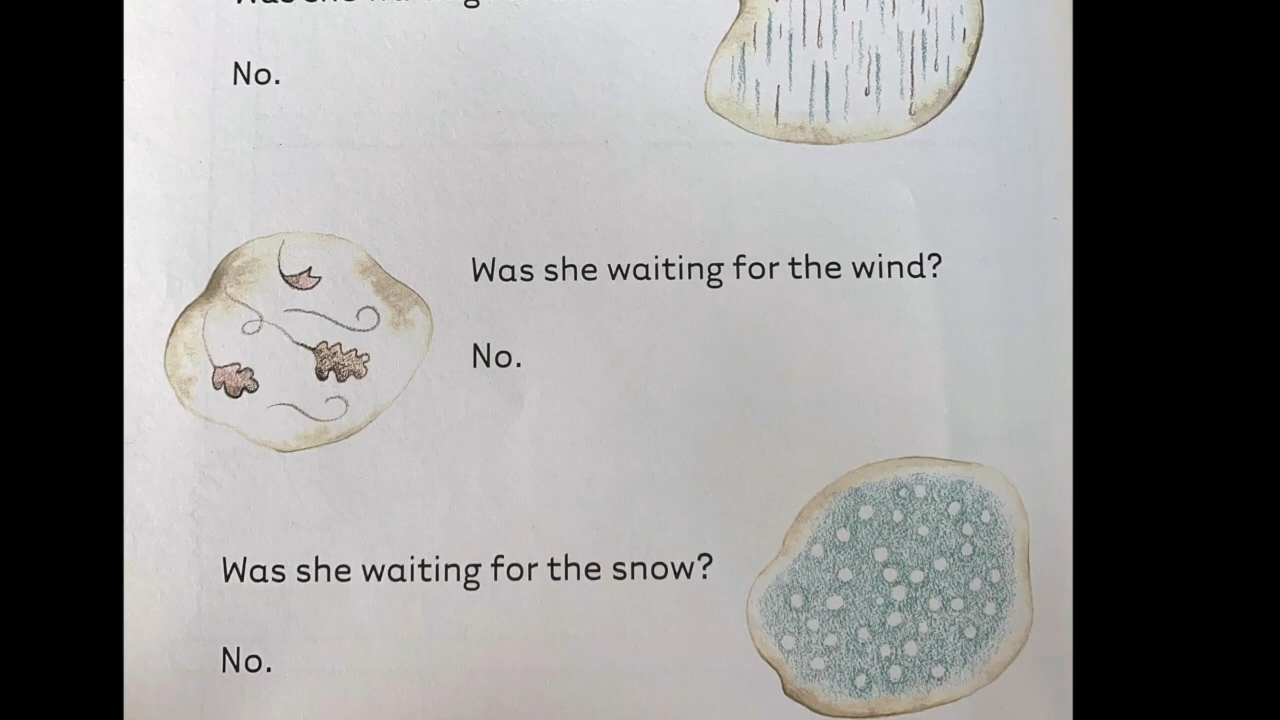 No.
Was she waiting for the wind?
No.
Was she waiting for the snow?
No.